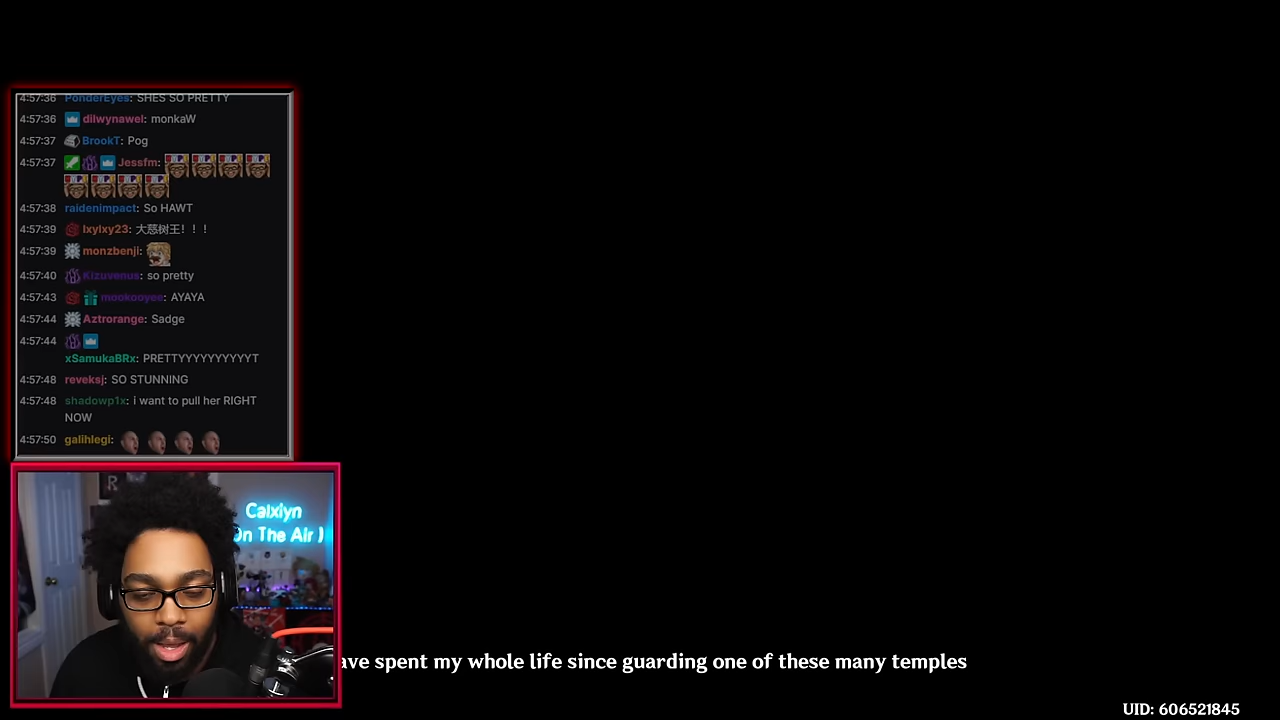 4:57:36 PonderEyes: SHES SO PRETTY
4:57:36 diiwynawel: monkaW
4:57:37 BrookT: Pog
4:57:37 Jessfm:
4:57:38 raidenimpact: So HAWT
4:57:39 lxylxy23: 大慈树王！！！
4:57:39 monzbenji:
4:57:40 Kizuvenus: so pretty
4:57:43 mookooyee: AYAYA
4:57:44 Aztrorange: Sadge
4:57:44
xSamukaBRx: PRETTYYYYYYYYYYT
4:57:48 reveksj: SO STUNNING
4:57:48 shadowp1x: i want to pull her RIGHT
NOW
4:57:50 galihlegi:
R
Calxlyn
On The Air )
ave spent my whole life since guarding one of these many temples
UID: 606521845